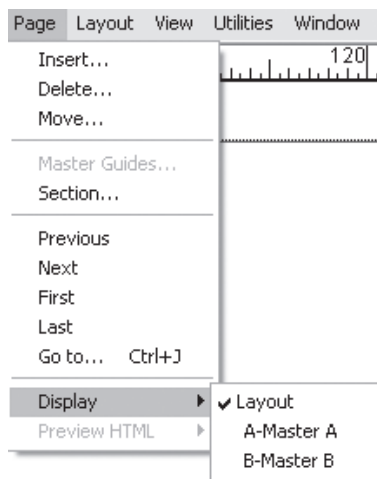 Page Layout View Utilities Window
120
Insert...
Delete...
Move...
Master Guides...
Section...
Previous
Next
First
Last
Go to... Ctrl+J
Display
Preview HTML
✔ Layout
A-Master A
B-Master B